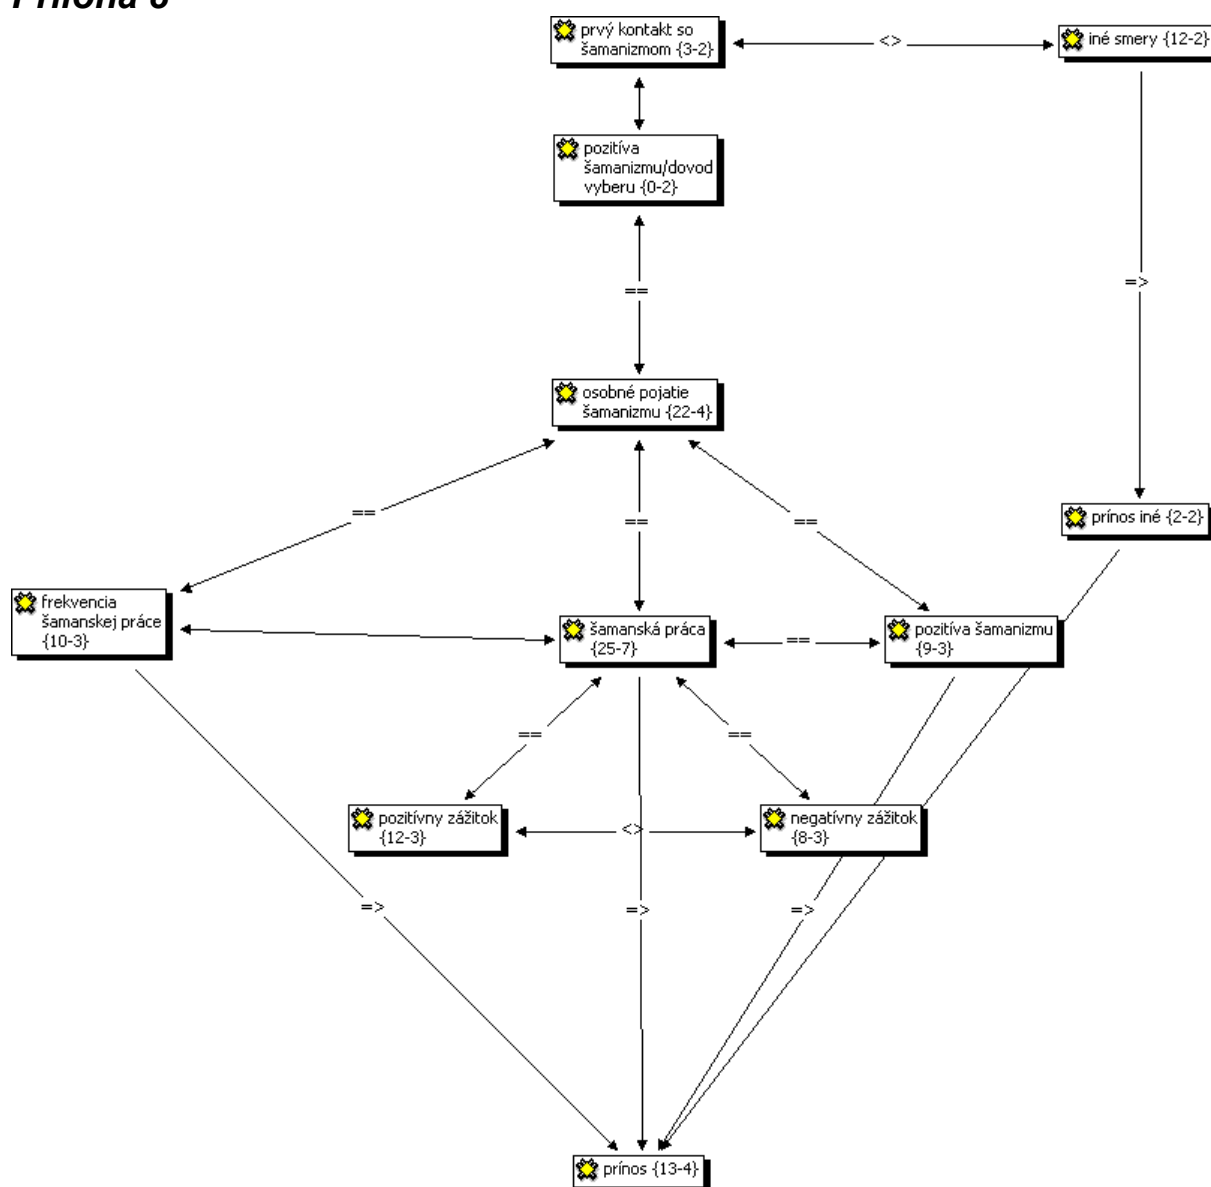 prvý kontakt so
šamanizmom {3-2}
<>
iné smery {12-2}
pozitíva
šamanizmu/dovod
vyberu {0-2}
==
=>
osobné pojatie
šamanizmu {22-4}
==
==
==
prínos iné {2-2}
frekvencia
šamanskej práce
{10-3}
šamanská práca
{25-7}
==
pozitíva šamanizmu
{9-3}
==
==
pozitívny zážitok
{12-3}
<>
negatívny zážitok
{8-3}
=>
=>
=>
prínos {13-4}